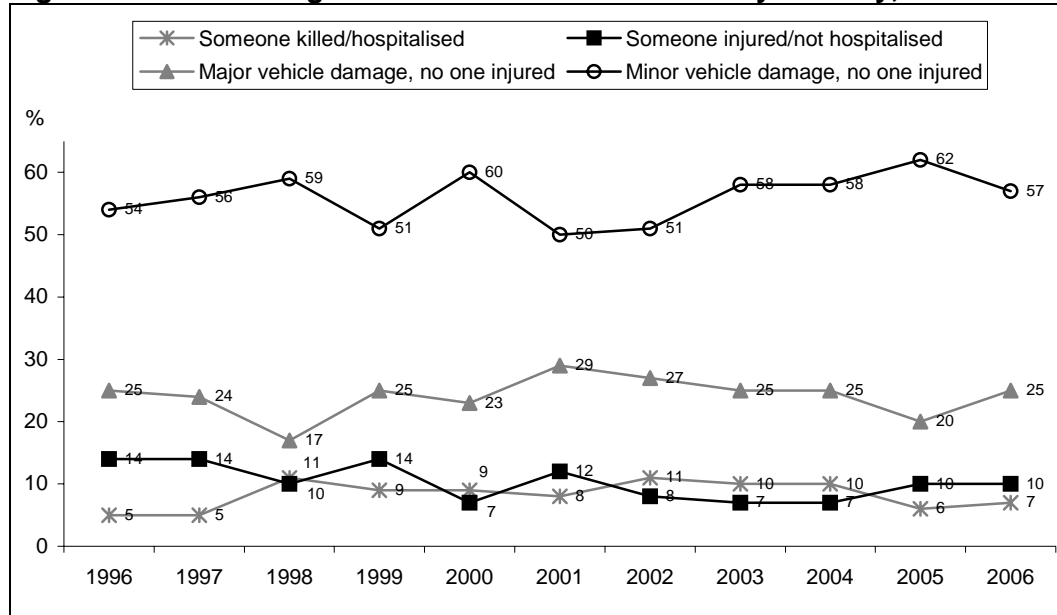 Someone killed/hospitalised Someone injured/not hospitalised
Major vehicle damage, no one injured Minor vehicle damage, no one injured
%
60
50
40
30
20
10
0
54 56 59 51 60 50 51 58 58 62 57
25 24 17 25 23 29 27 25 25 20 25
14 14 10 14 7 12 8 7 7 10 10
5 5 11 9 9 8 11 10 10 6 7
1996 1997 1998 1999 2000 2001 2002 2003 2004 2005 2006